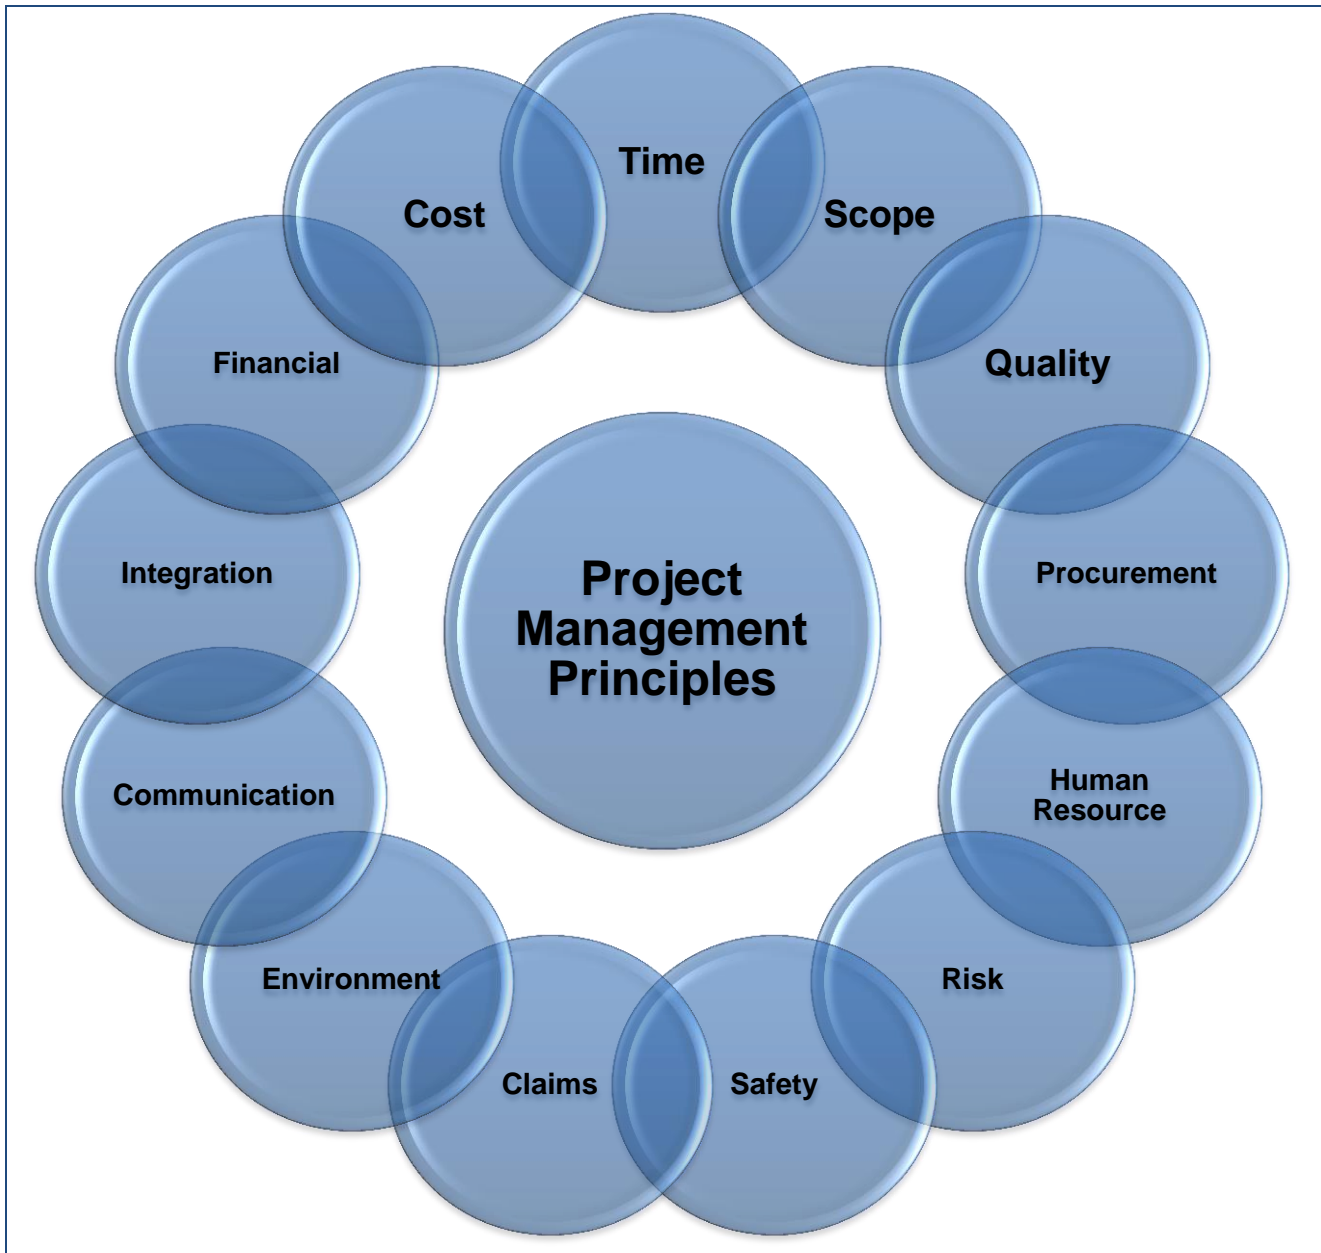 Time
Scope
Cost
Quality
Financial
Procurement
Integration
Project
Management
Principles
Human
Resource
Communication
Risk
Environment
Safety
Claims